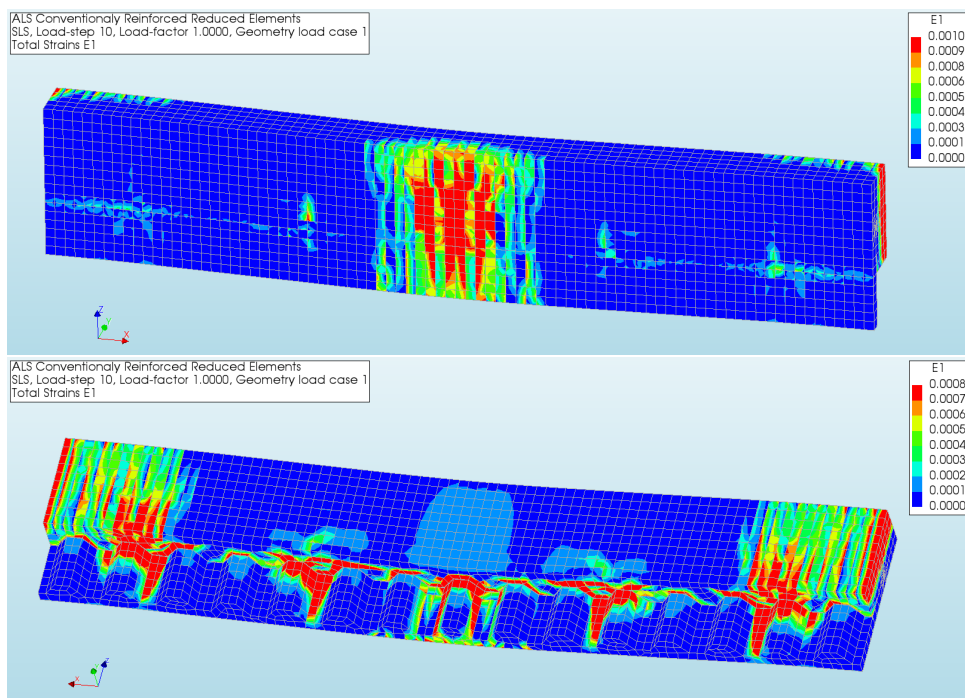 ALS Conventionaly Reinforced Reduced Elements
SLS, Load-step 10, Load-factor 1.0000, Geometry load case 1
Total Strains E1
E1
0.0010
0.0009
0.0008
0.0006
0.0005
0.0004
0.0003
0.0001
0.0000
Z
Y
X
ALS Conventionaly Reinforced Reduced Elements
SLS, Load-step 10, Load-factor 1.0000, Geometry load case 1
Total Strains E1
E1
0.0008
0.0007
0.0006
0.0005
0.0004
0.0003
0.0002
0.0001
0.0000
Z
X